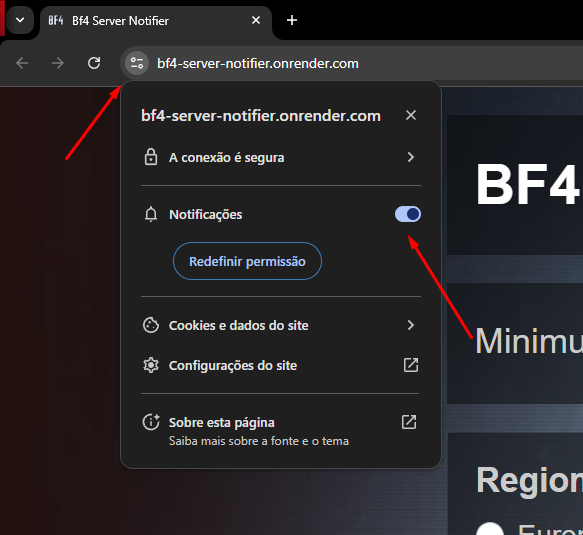 BF4 Bf4 Server Notifier
bf4-server-notifier.onrender.com
bf4-server-notifier.onrender.com
A conexão é segura
Notificações
Redefinir permissão
Cookies e dados do site
Configurações do site
Sobre esta página
Saiba mais sobre a fonte e o tema
BF4
Minimu
Region